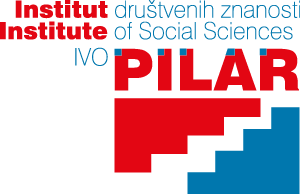 Institut društvenih znanosti
Institute of Social Sciences
IVO PILAR